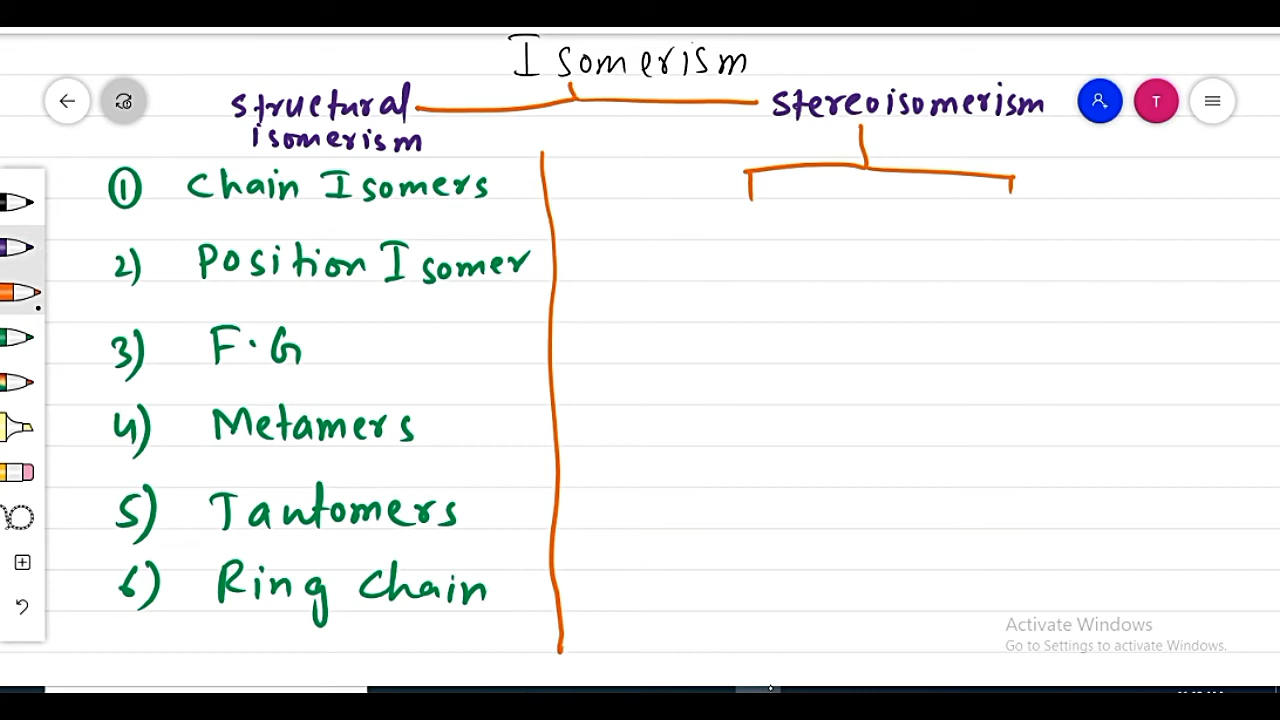 Isomerism
structural isomerism
stereoisomerism
① Chain Isomers
2) Position Isomer
3) F.G
4) Metamers
5) Tautomers
6) Ring chain
T
Activate Windows
Go to Settings to activate Windows.